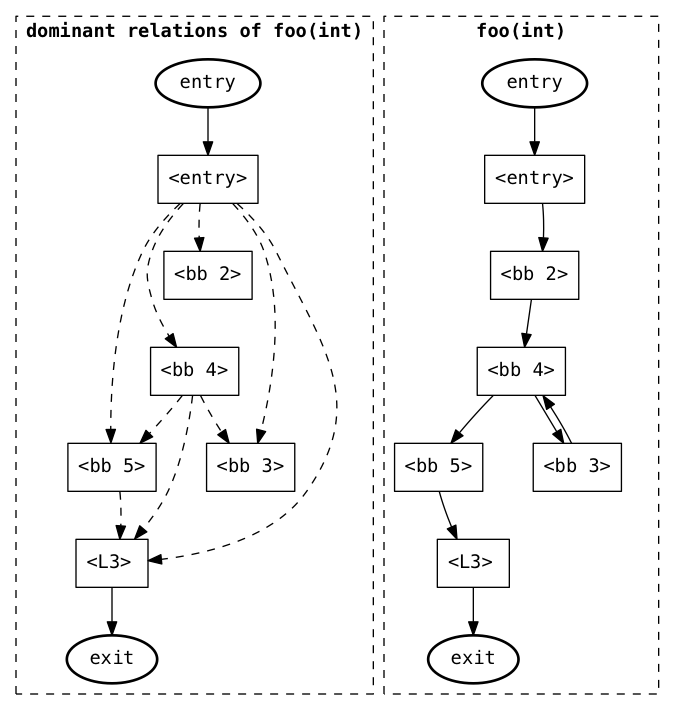 dominant relations of foo(int)
entry
<entry>
<bb 2>
<bb 4>
<bb 5>
<bb 3>
<L3>
exit
foo(int)
entry
<entry>
<bb 2>
<bb 4>
<bb 5>
<bb 3>
<L3>
exit